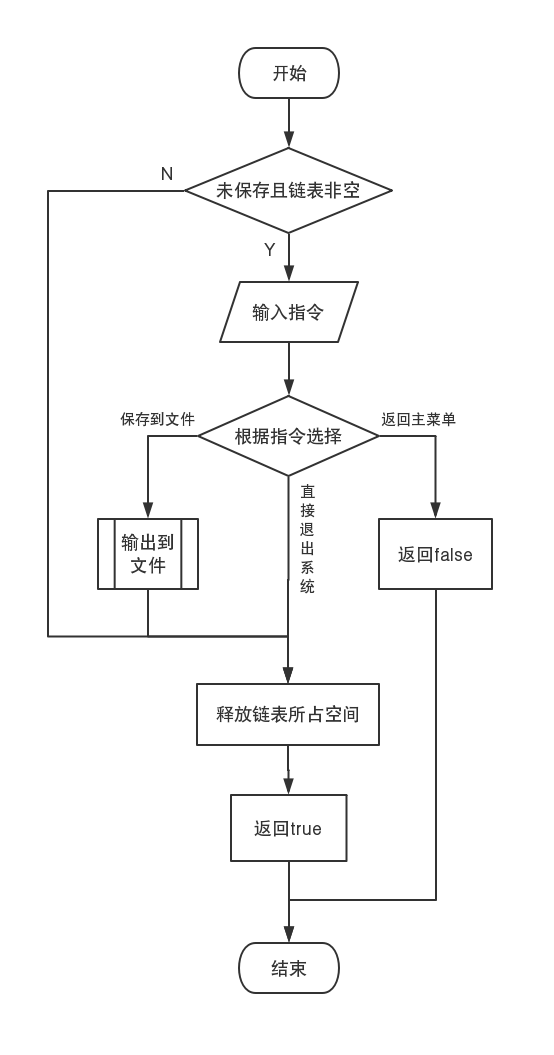 开始
N
未保存且链表非空
Y
输入指令
保存到文件
根据指令选择
返回主菜单
直
接
退
出
系
统
输出到
文件
返回false
释放链表所占空间
返回true
结束